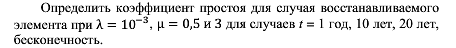 Определить коэффициент простоя для случая восстанавливаемого
элемента при λ = 10⁻³, μ = 0,5 и 3 для случаев t = 1 год, 10 лет, 20 лет,
бесконечность.